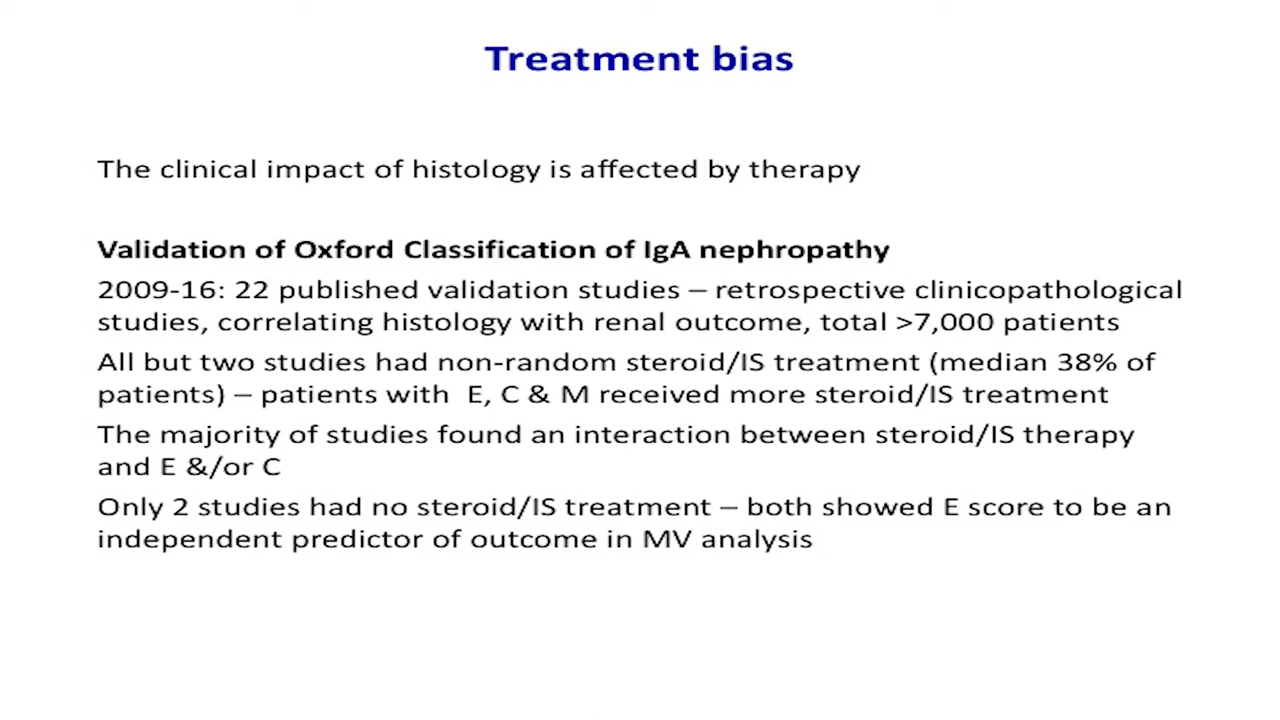 Treatment bias
The clinical impact of histology is affected by therapy
Validation of Oxford Classification of IgA nephropathy
2009-16: 22 published validation studies – retrospective clinicopathological
studies, correlating histology with renal outcome, total >7,000 patients
All but two studies had non-random steroid/IS treatment (median 38% of
patients) – patients with  E, C & M received more steroid/IS treatment
The majority of studies found an interaction between steroid/IS therapy
and E &/or C
Only 2 studies had no steroid/IS treatment – both showed E score to be an
independent predictor of outcome in MV analysis